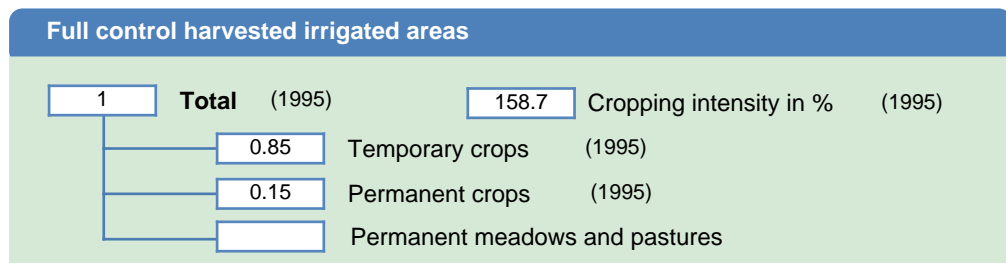 Full control harvested irrigated areas
1 Total (1995) 158.7 Cropping intensity in % (1995)
0.85 Temporary crops (1995)
0.15 Permanent crops (1995)
Permanent meadows and pastures